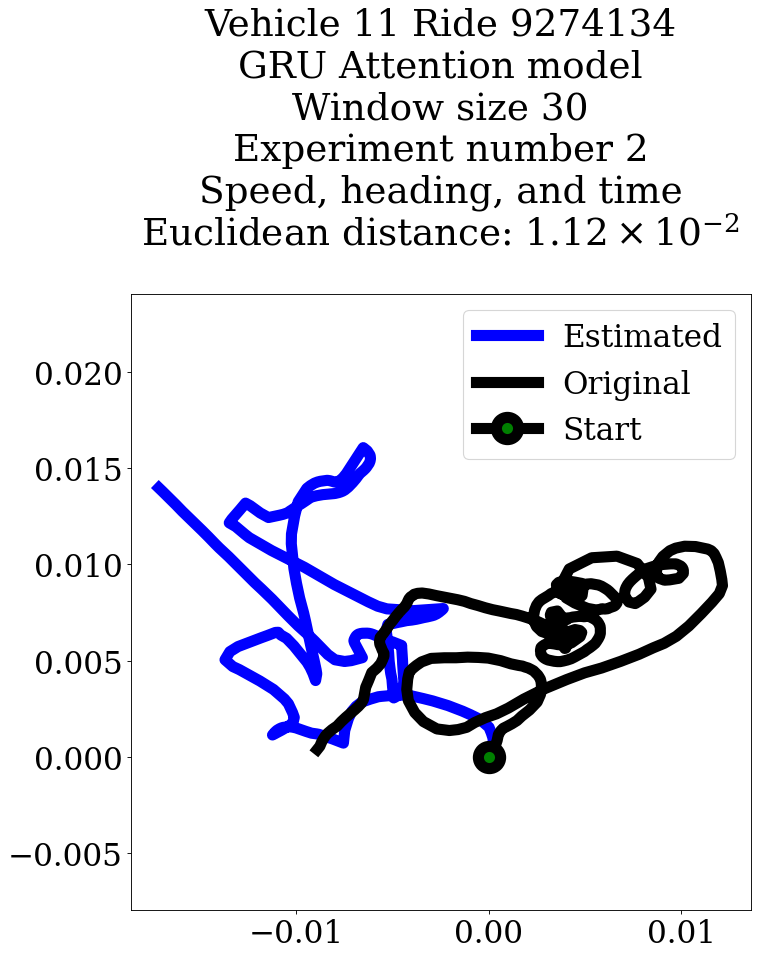 Vehicle 11 Ride 9274134
GRU Attention model
Window size 30
Experiment number 2
Speed, heading, and time
Euclidean distance: 1.12 × 10⁻²
Estimated
Original
Start
0.020
0.015
0.010
0.005
0.000
−0.005
−0.01
0.00
0.01